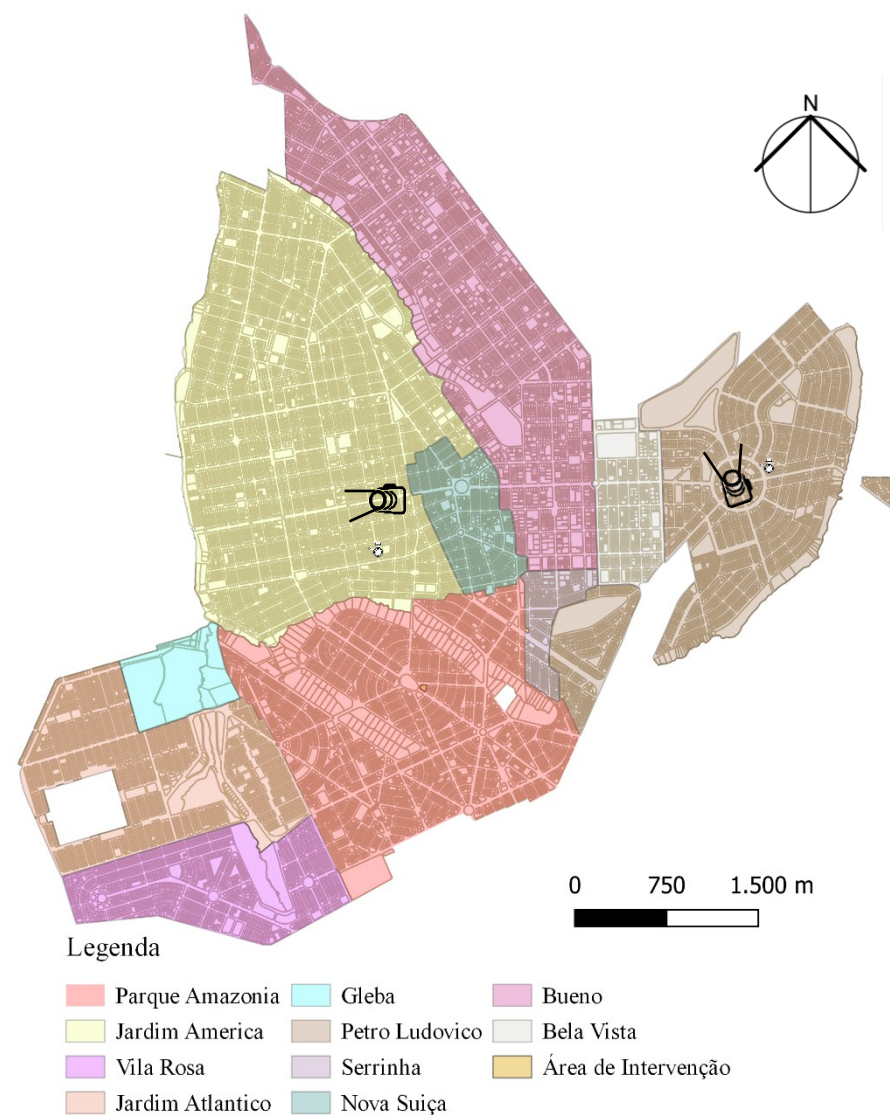 N
0 750 1.500 m
Legenda
Parque Amazonia Gleba Bueno
Jardim America Petro Ludovico Bela Vista
Vila Rosa Serrinha Área de Intervenção
Jardim Atlantico Nova Suiça